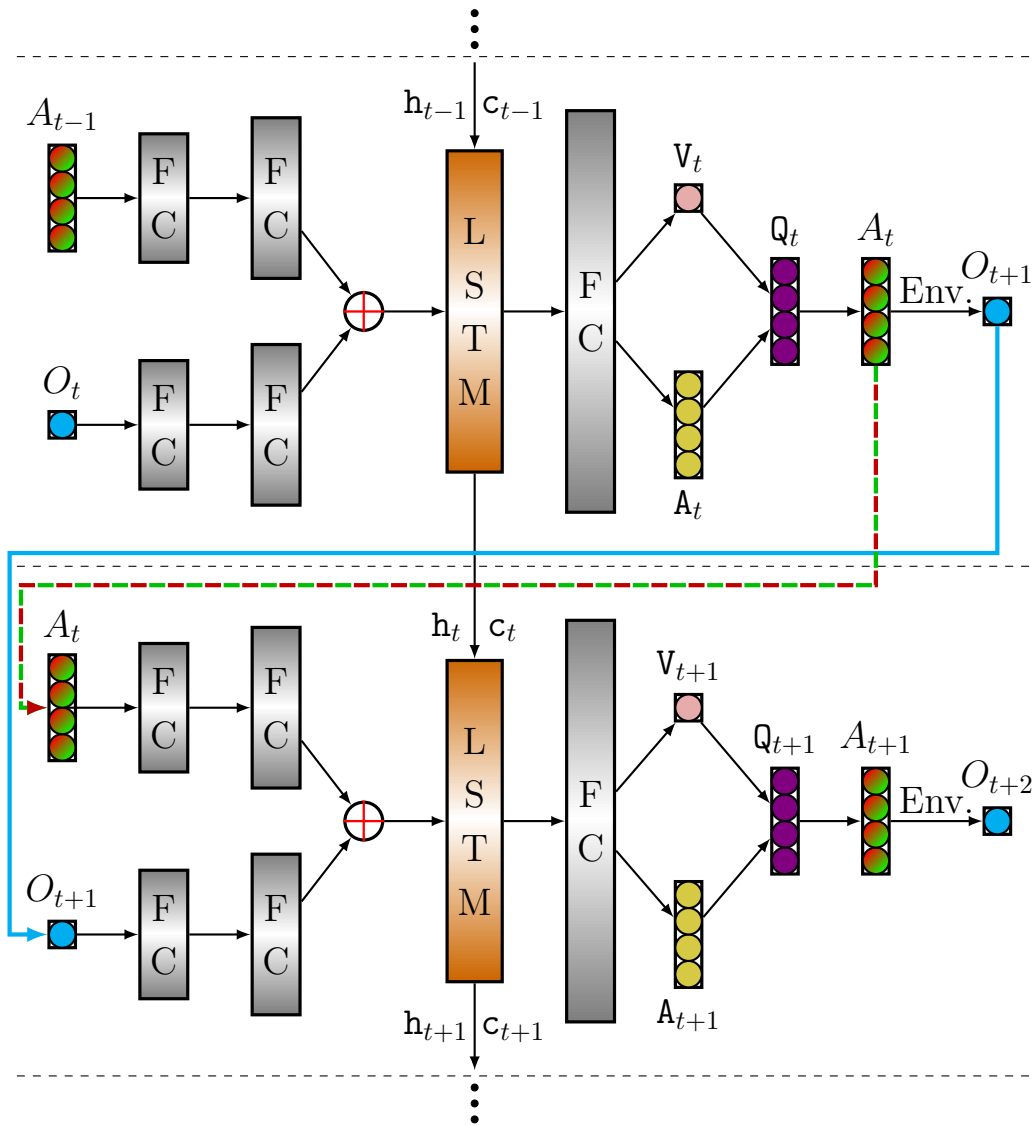 h_{t-1} c_{t-1}
A_{t-1}
F C
F C
L S T M
F C
V_t
Q_t
A_t
Env.
O_{t+1}
O_t
F C
F C
A_t
h_t c_t
A_t
F C
F C
L S T M
F C
V_{t+1}
Q_{t+1}
A_{t+1}
Env.
O_{t+2}
O_{t+1}
F C
F C
A_{t+1}
h_{t+1} c_{t+1}